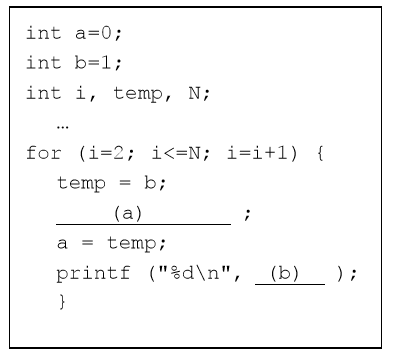 int a=0;
int b=1;
int i, temp, N;
…
for (i=2; i<=N; i=i+1) {
temp = b;
(a) ;
a = temp;
printf ("%d\n", (b) );
}